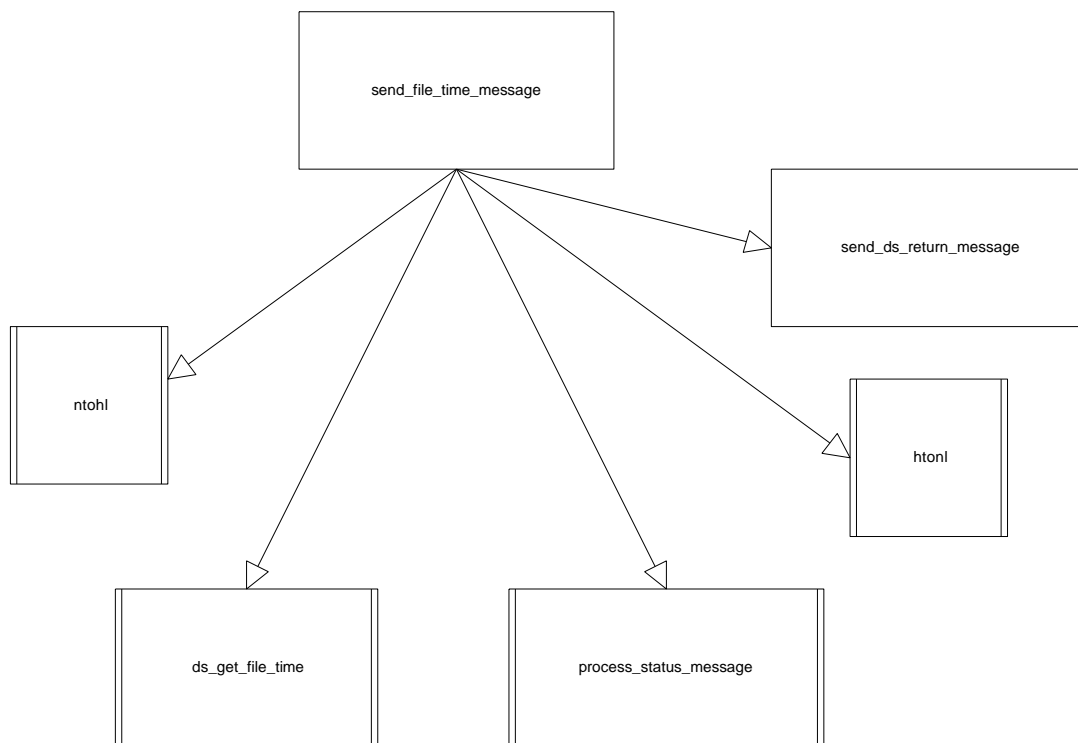 send_file_time_message
send_ds_return_message
ntohl
htonl
ds_get_file_time
process_status_message